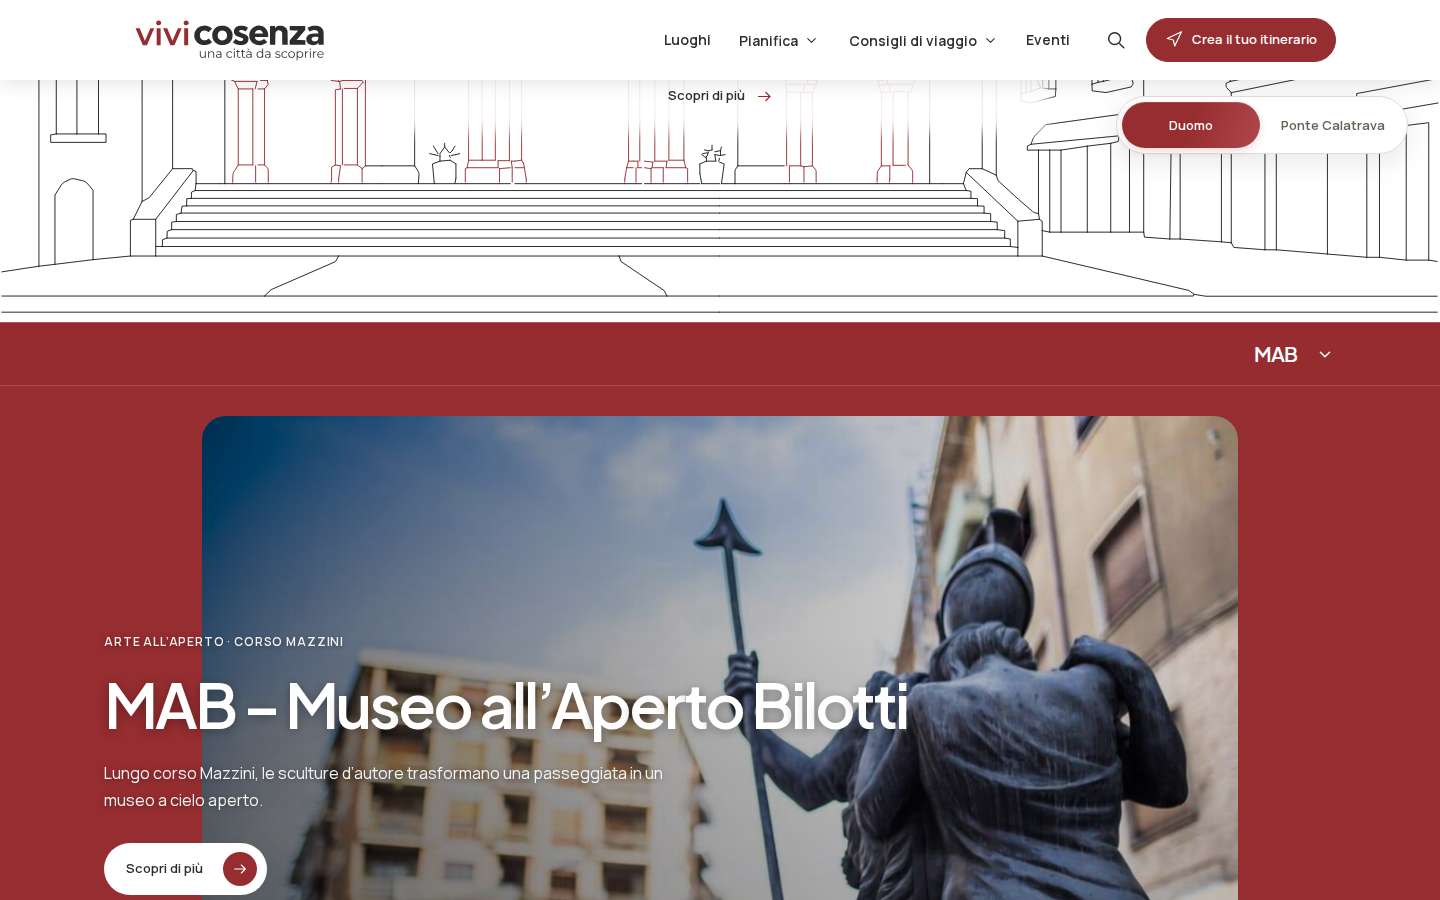 vivicosenza
una città da scoprire
Luoghi
Pianifica
Consigli di viaggio
Eventi
Crea il tuo itinerario
Scopri di più
Duomo
Ponte Calatrava
MAB
ARTE ALL’APERTO · CORSO MAZZINI
MAB – Museo all’Aperto Bilotti
Lungo corso Mazzini, le sculture d’autore trasformano una passeggiata in un
museo a cielo aperto.
Scopri di più